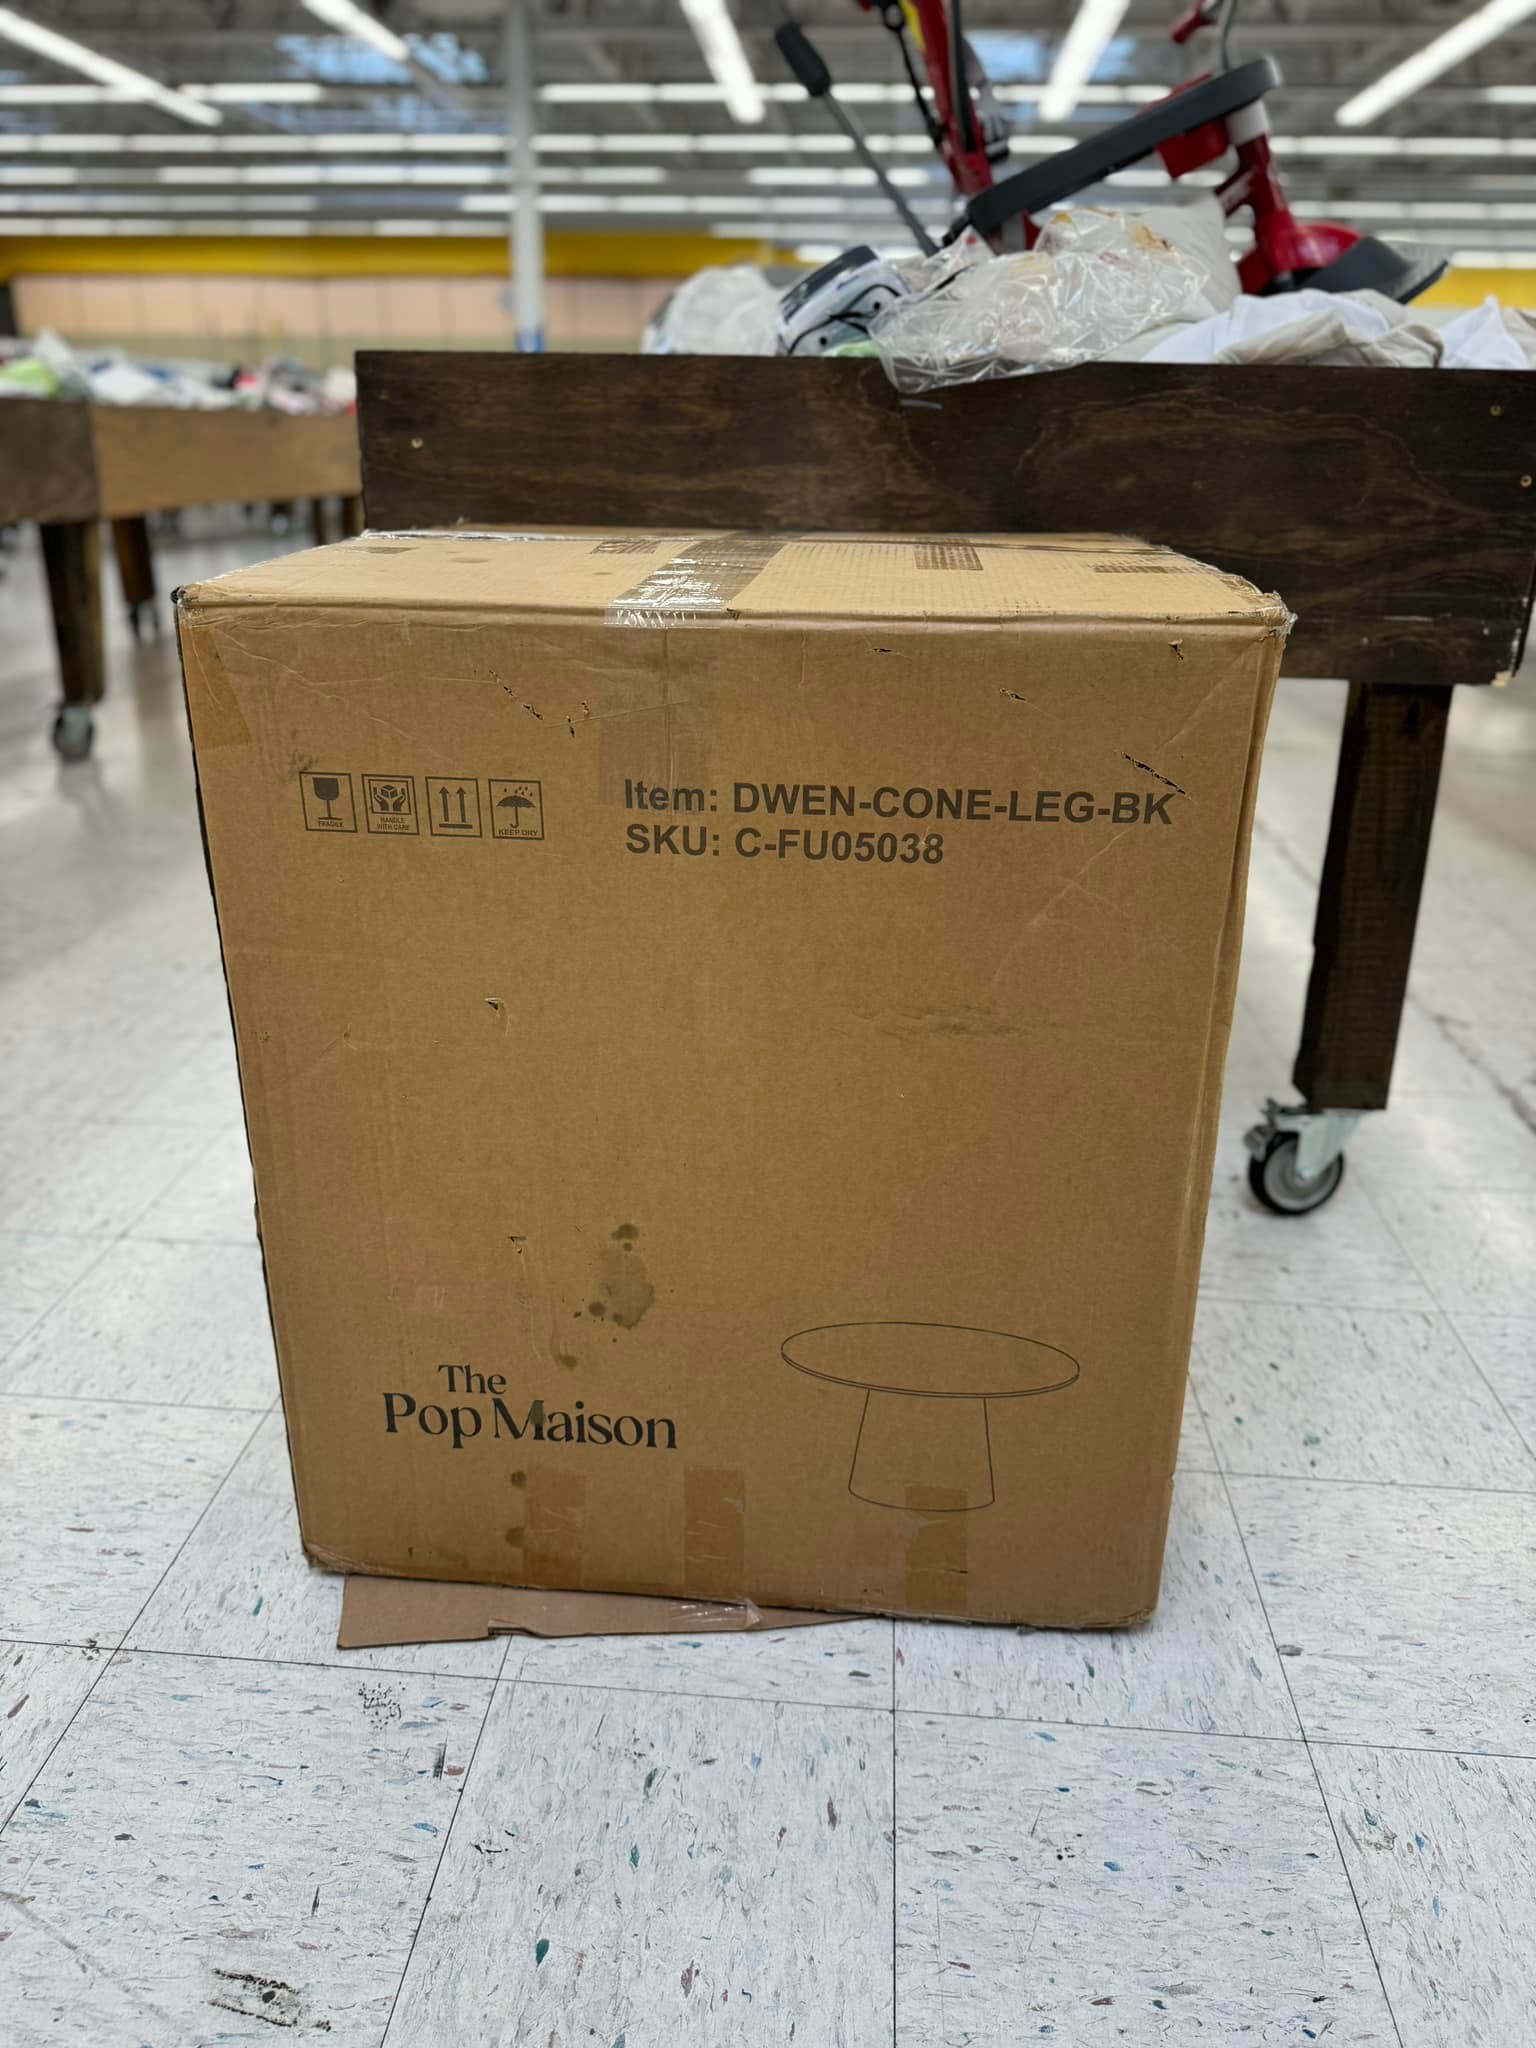 FRAGILE
HANDLE
WITH CARE
KEEP DRY
Item: DWEN-CONE-LEG-BK
SKU: C-FU05038
The
Pop Maison